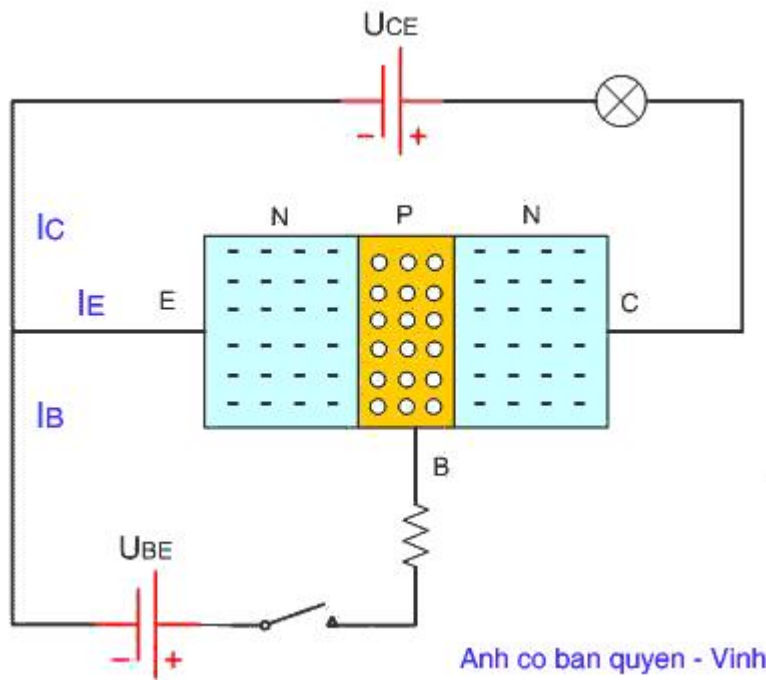 UCE
- +
N P N
IC
IE E C
IB
B
UBE
- +
Anh co ban quyen - Vinh